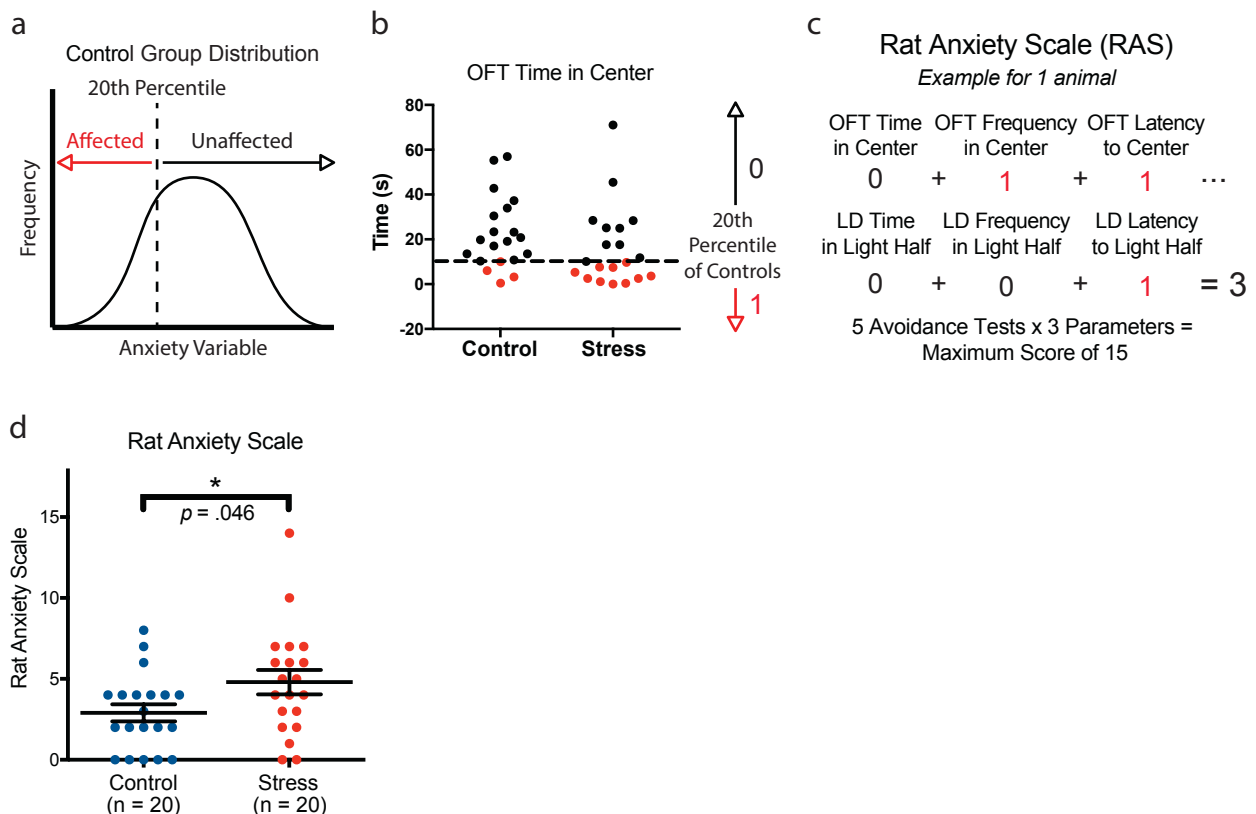 a
Control Group Distribution
20th Percentile
Affected
Unaffected
Frequency
Anxiety Variable
b
OFT Time in Center
80
60
40
20
0
-20
Time (s)
Control
Stress
0
20th
Percentile
of Controls
1
c
Rat Anxiety Scale (RAS)
Example for 1 animal
OFT Time OFT Frequency OFT Latency
in Center in Center to Center
0 + 1 + 1 ...
LD Time LD Frequency LD Latency
in Light Half in Light Half to Light Half
0 + 0 + 1 = 3
5 Avoidance Tests x 3 Parameters =
Maximum Score of 15
d
Rat Anxiety Scale
*
p = .046
15
10
5
0
Rat Anxiety Scale
Control Stress
(n = 20) (n = 20)